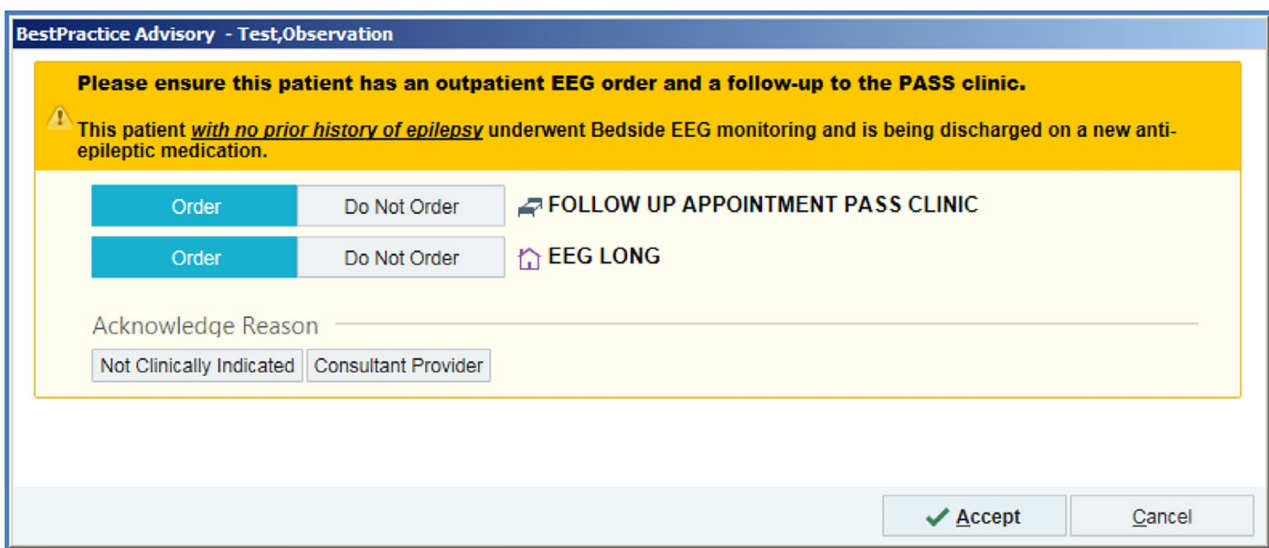 BestPractice Advisory - Test,Observation
Please ensure this patient has an outpatient EEG order and a follow-up to the PASS clinic.
This patient with no prior history of epilepsy underwent Bedside EEG monitoring and is being discharged on a new anti-
epileptic medication.
Order Do Not Order FOLLOW UP APPOINTMENT PASS CLINIC
Order Do Not Order EEG LONG
Acknowledge Reason
Not Clinically Indicated Consultant Provider
Accept Cancel